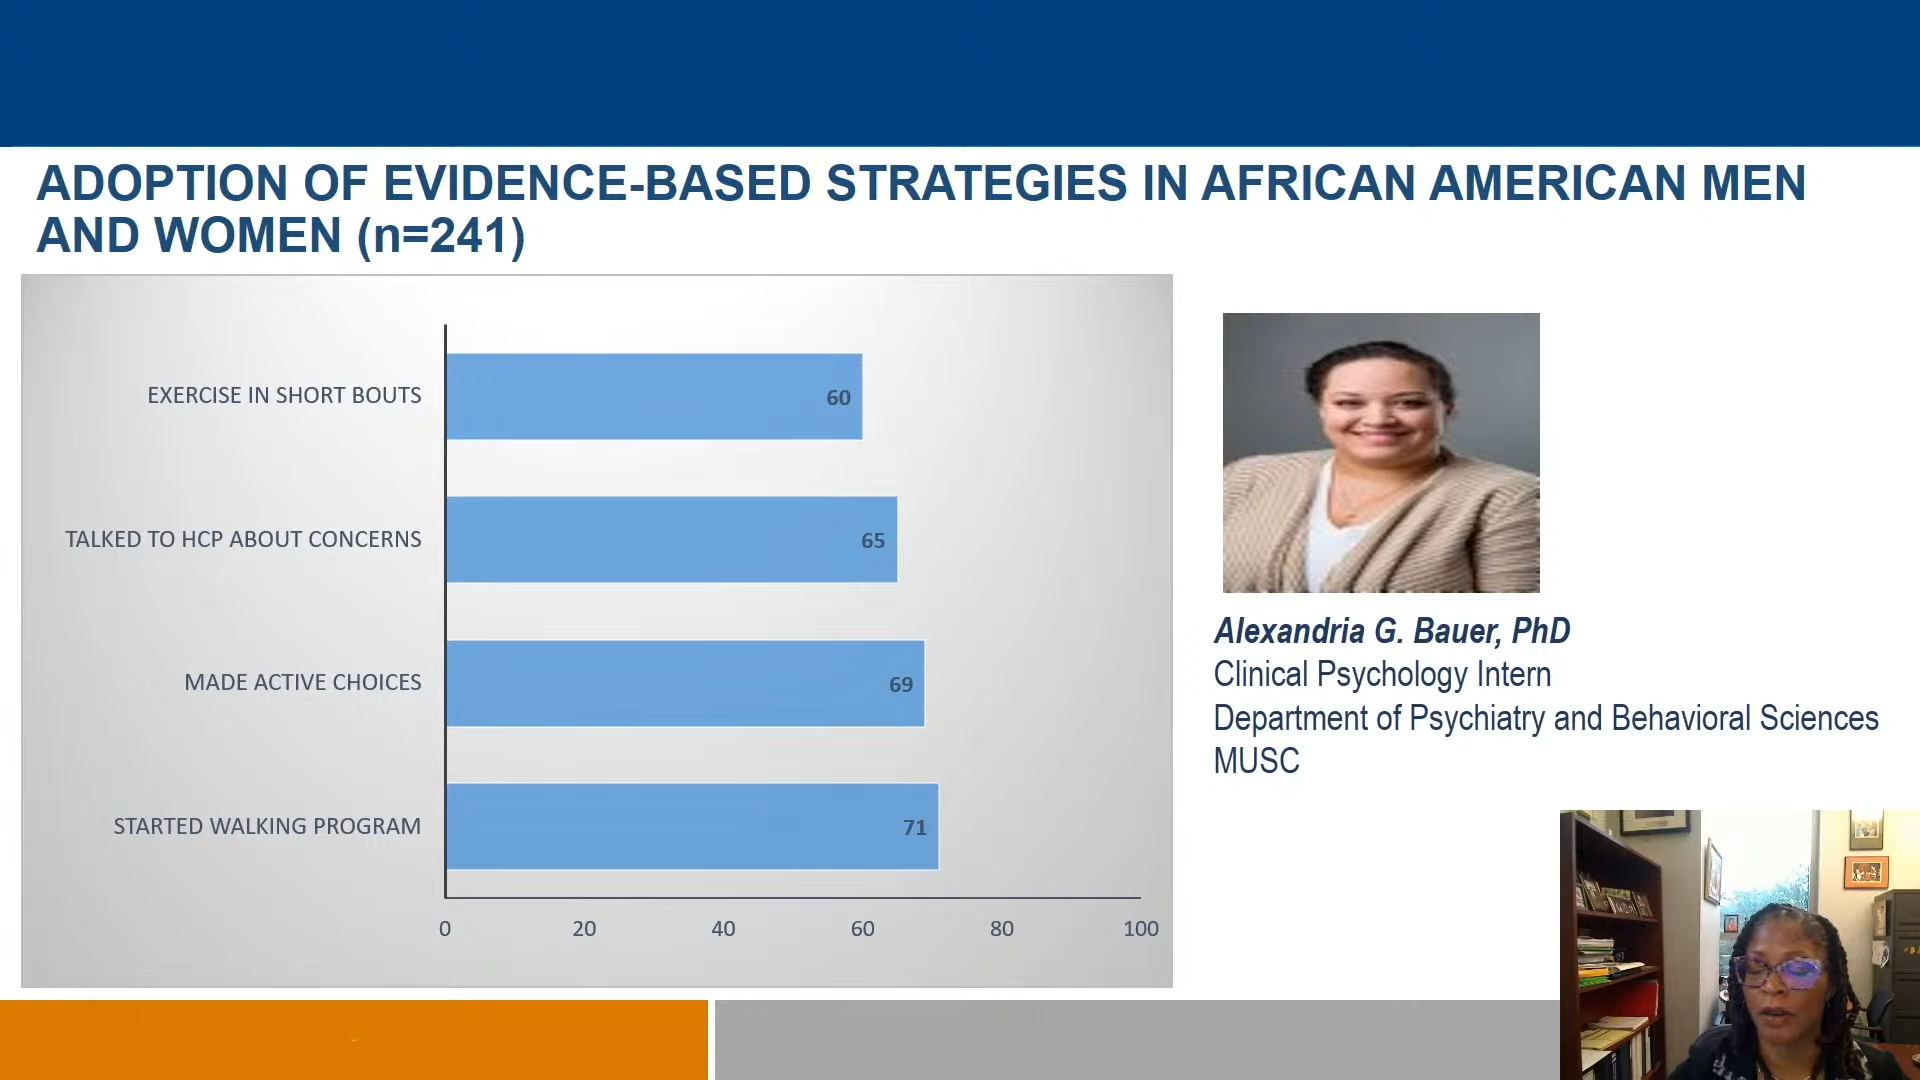 ADOPTION OF EVIDENCE-BASED STRATEGIES IN AFRICAN AMERICAN MEN
AND WOMEN (n=241)
EXERCISE IN SHORT BOUTS
60
TALKED TO HCP ABOUT CONCERNS
65
MADE ACTIVE CHOICES
69
STARTED WALKING PROGRAM
71
0 20 40 60 80 100
Alexandria G. Bauer, PhD
Clinical Psychology Intern
Department of Psychiatry and Behavioral Sciences
MUSC